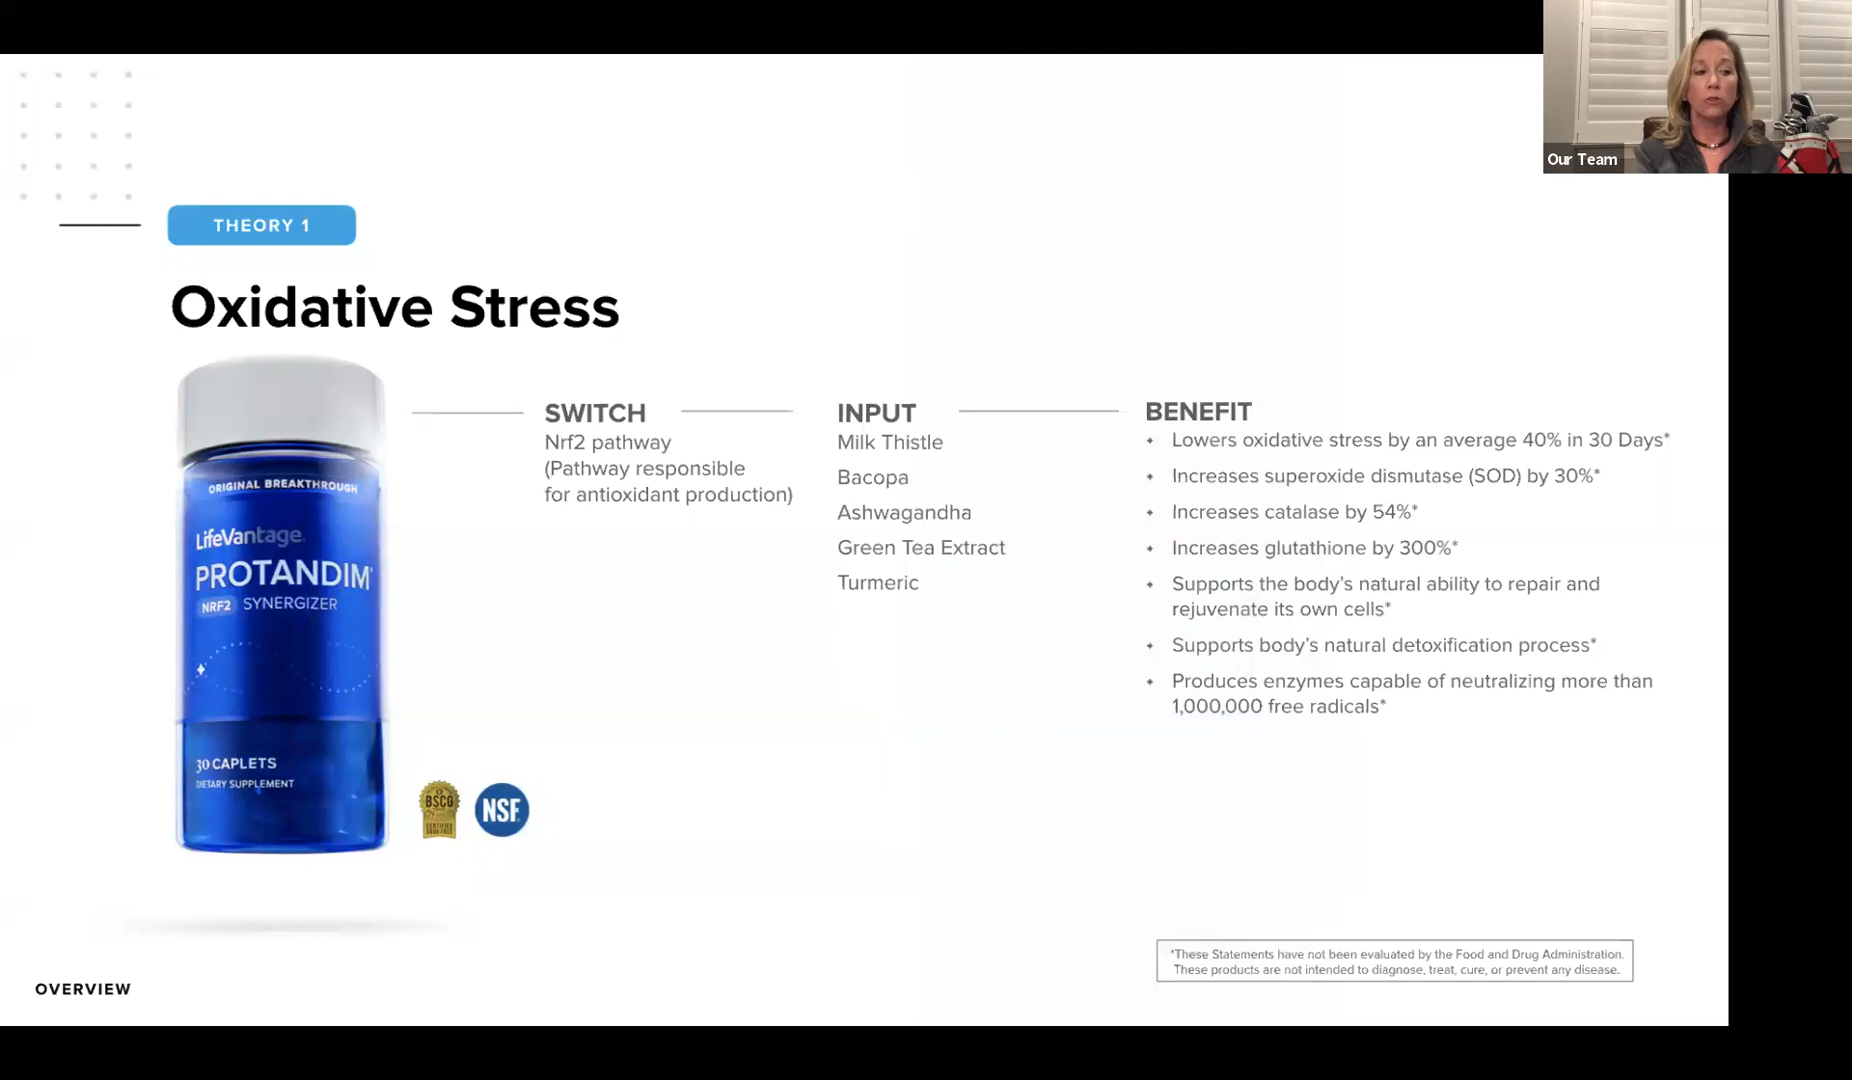 Our Team
THEORY 1
Oxidative Stress
SWITCH
Nrf2 pathway
(Pathway responsible
for antioxidant production)
INPUT
Milk Thistle
Bacopa
Ashwagandha
Green Tea Extract
Turmeric
BENEFIT
Lowers oxidative stress by an average 40% in 30 Days*
Increases superoxide dismutase (SOD) by 30%*
Increases catalase by 54%*
Increases glutathione by 300%*
Supports the body's natural ability to repair and
rejuvenate its own cells*
Supports body's natural detoxification process*
Produces enzymes capable of neutralizing more than
1,000,000 free radicals*
ORIGINAL BREAKTHROUGH
LifeVantage
PROTANDIM
NRF2 SYNERGIZER
30 CAPLETS
DIETARY SUPPLEMENT
BSCG
CERTIFIED
DRUG FREE
NSF
*These Statements have not been evaluated by the Food and Drug Administration.
These products are not intended to diagnose, treat, cure, or prevent any disease.
OVERVIEW